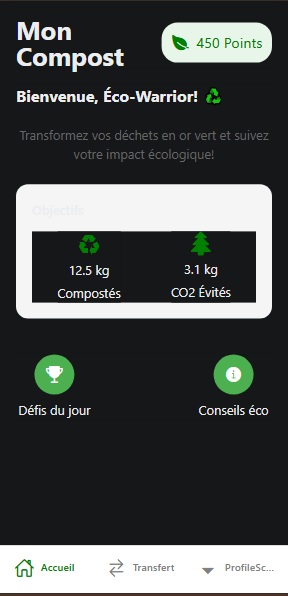 Mon
Compost
450 Points
Bienvenue, Éco-Warrior!
Transformez vos déchets en or vert et suivez
votre impact écologique!
Objectifs
12.5 kg
3.1 kg
Compostés
CO2 Évités
Défis du jour
Conseils éco
Accueil
Transfert
ProfileSc...